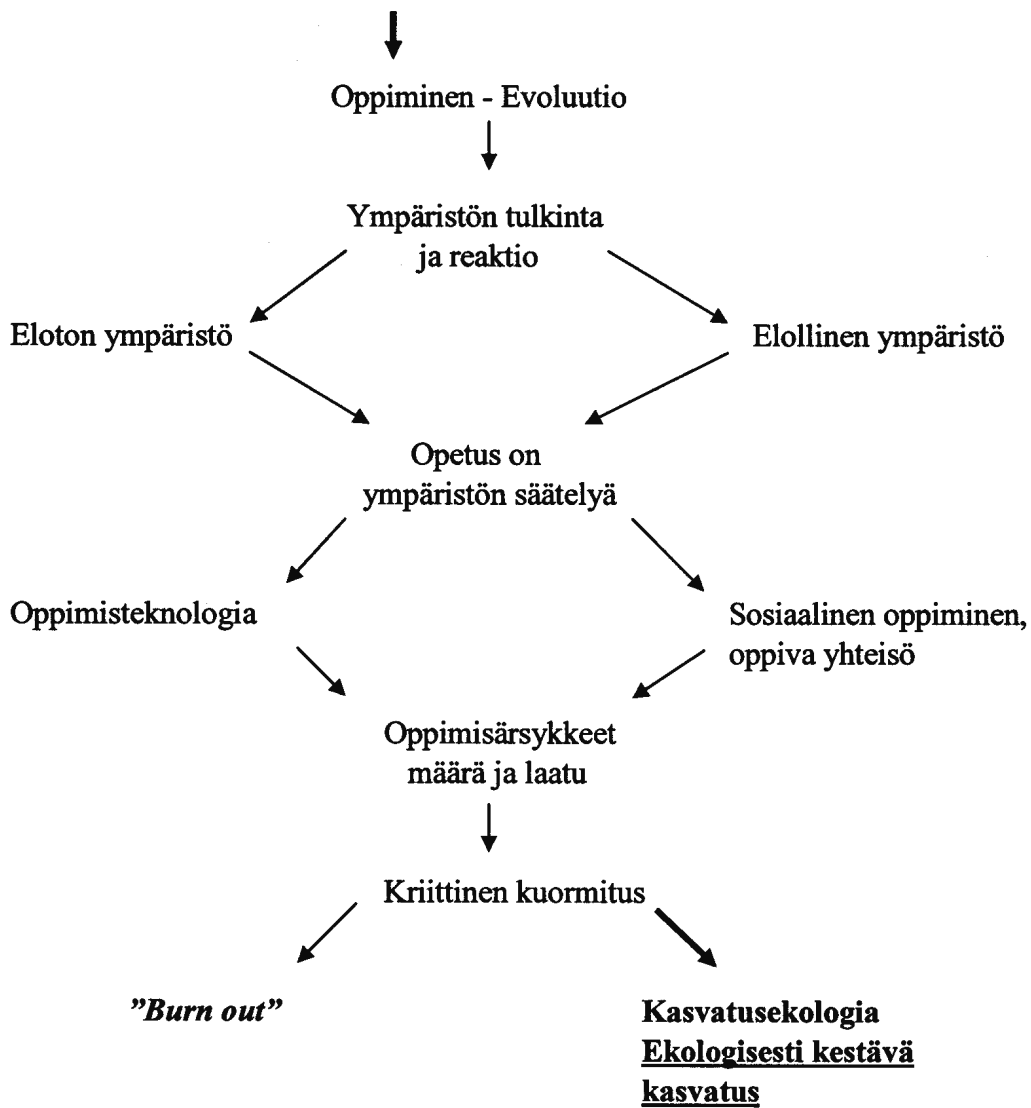 Oppiminen - Evoluutio
Ympäristön tulkinta
ja reaktio
Eloton ympäristö
Elollinen ympäristö
Opetus on
ympäristön säätelyä
Oppimisteknologia
Sosiaalinen oppiminen,
oppiva yhteisö
Oppimisärsykkeet
määrä ja laatu
Kriittinen kuormitus
”Burn out”
Kasvatusekologia
Ekologisesti kestävä
kasvatus